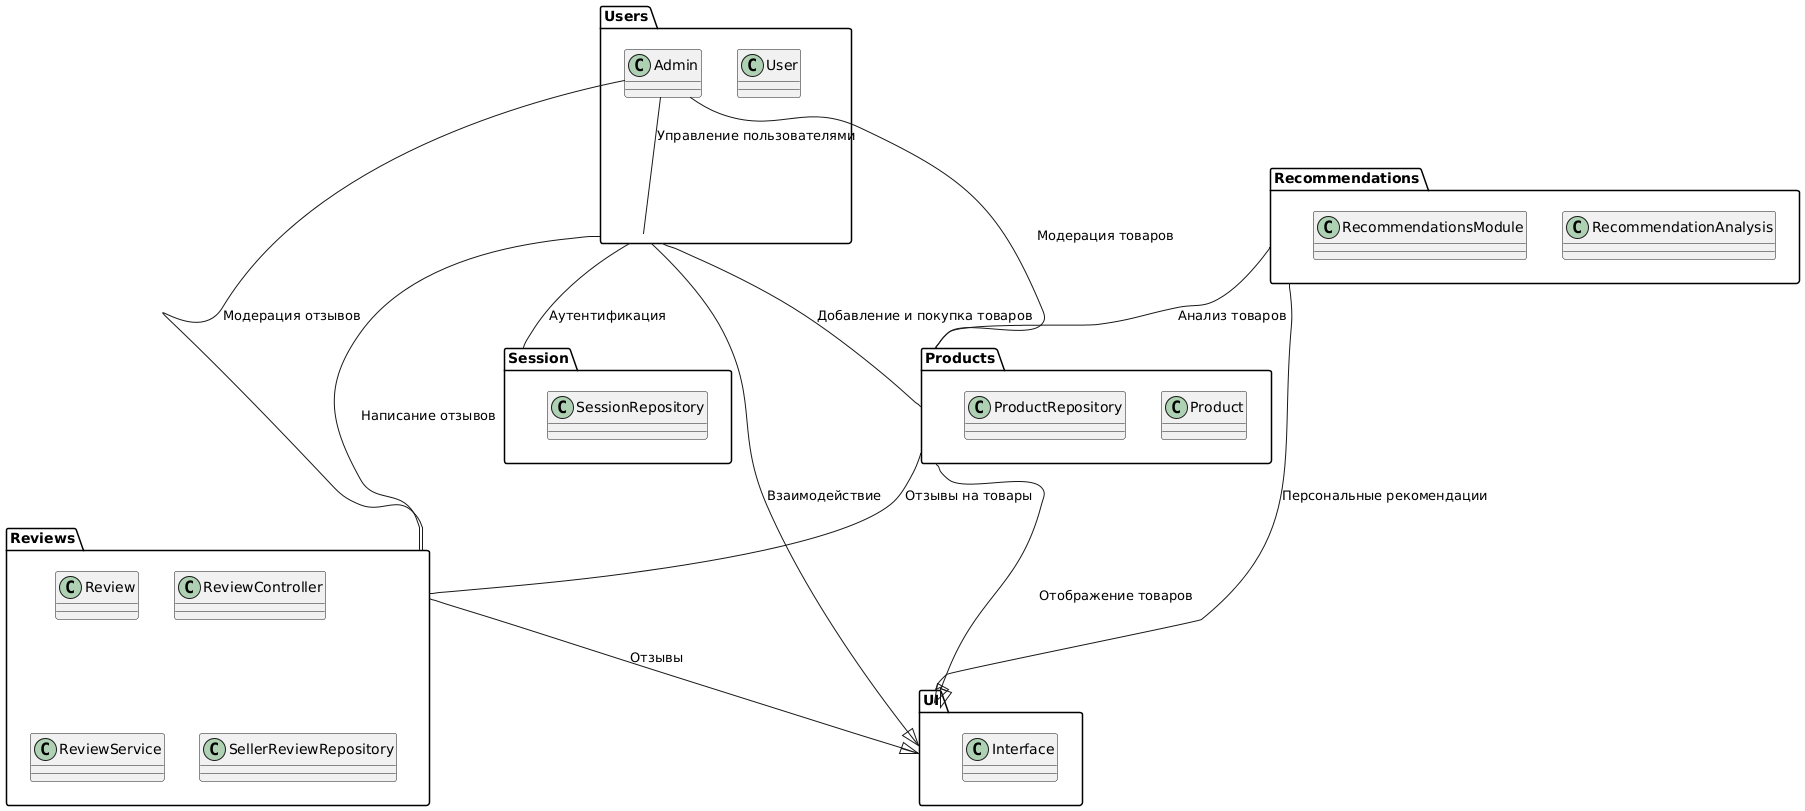 Users
C Admin
C User
Управление пользователями
Recommendations
C RecommendationsModule
C RecommendationAnalysis
Модерация товаров
Модерация отзывов
Аутентификация
Добавление и покупка товаров
Анализ товаров
Session
C SessionRepository
Products
C ProductRepository
C Product
Написание отзывов
Взаимодействие
Отзывы на товары
Персональные рекомендации
Reviews
C Review
C ReviewController
Отображение товаров
Отзывы
UI
C ReviewService
C SellerReviewRepository
C Interface